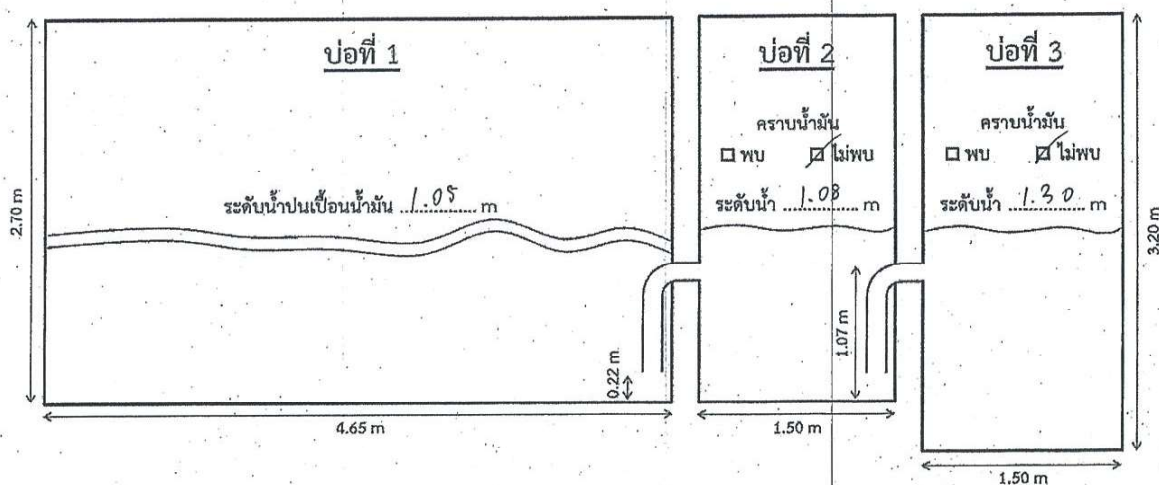 บ่อที่ 1
ระดับน้ำปนเปื้อนน้ำมัน 1.05 m
2.70 m
4.65 m
0.22 m
บ่อที่ 2
คราบน้ำมัน
พบ ไม่พบ
ระดับน้ำ 1.08 m
1.07 m
1.50 m
บ่อที่ 3
คราบน้ำมัน
พบ ไม่พบ
ระดับน้ำ 1.30 m
3.20 m
1.50 m